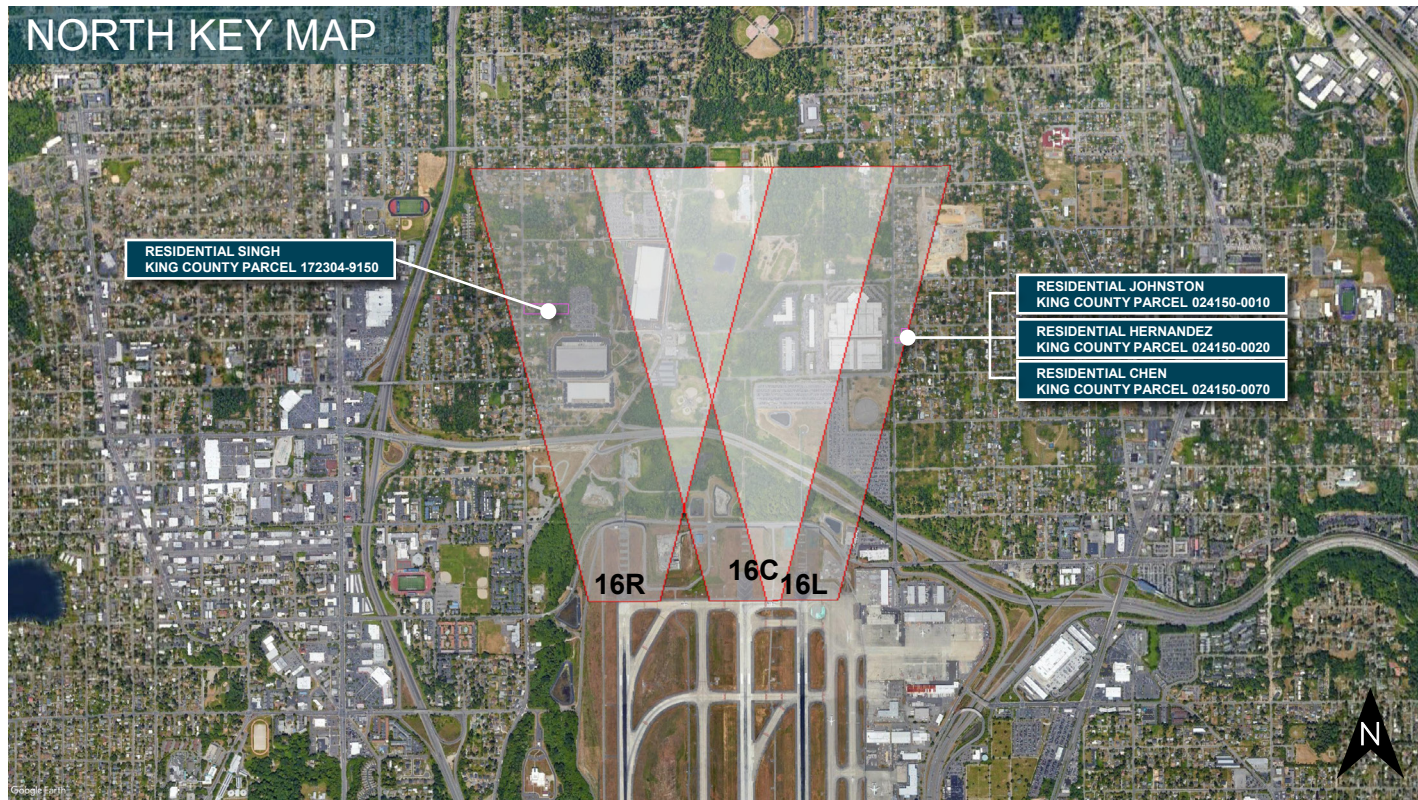 NORTH KEY MAP
RESIDENTIAL SINGH
KING COUNTY PARCEL 172304-9150
RESIDENTIAL JOHNSTON
KING COUNTY PARCEL 024150-0010
RESIDENTIAL HERNANDEZ
KING COUNTY PARCEL 024150-0020
RESIDENTIAL CHEN
KING COUNTY PARCEL 024150-0070
16R
16C
16L
N
Google Earth